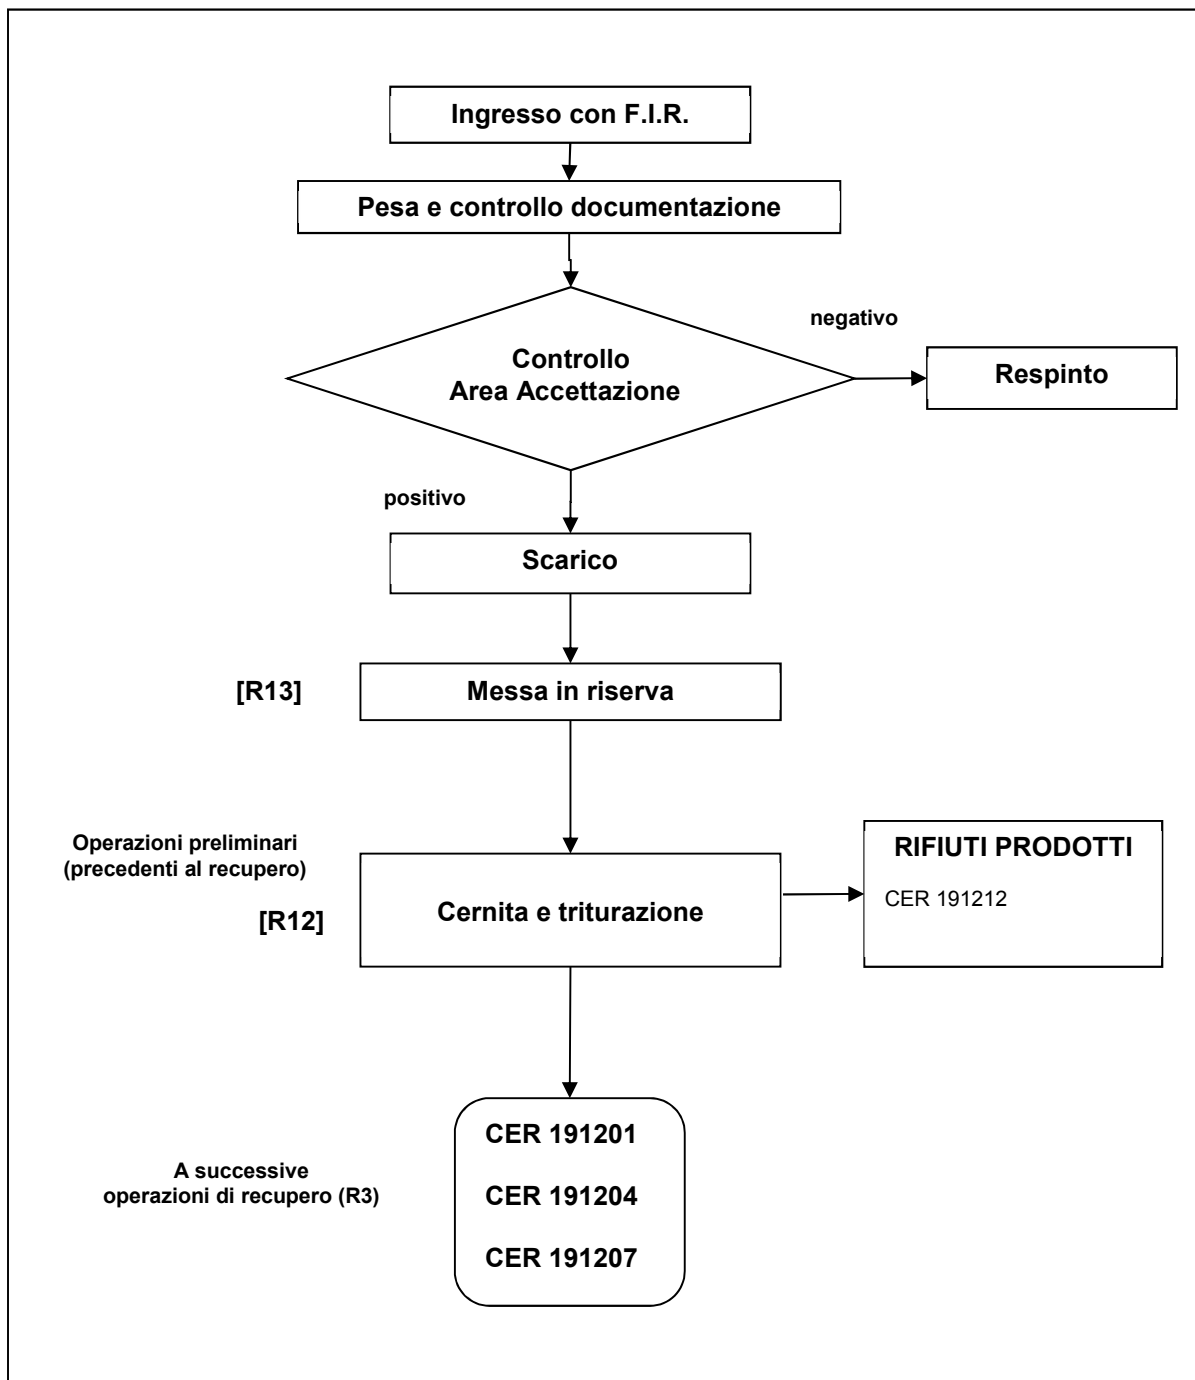 Ingresso con F.I.R.
Pesa e controllo documentazione
negativo
Controllo
Area Accettazione
Respinto
positivo
Scarico
[R13]
Messa in riserva
Operazioni preliminari
(precedenti al recupero)
[R12]
Cernita e triturazione
RIFIUTI PRODOTTI
CER 191212
A successive
operazioni di recupero (R3)
CER 191201
CER 191204
CER 191207